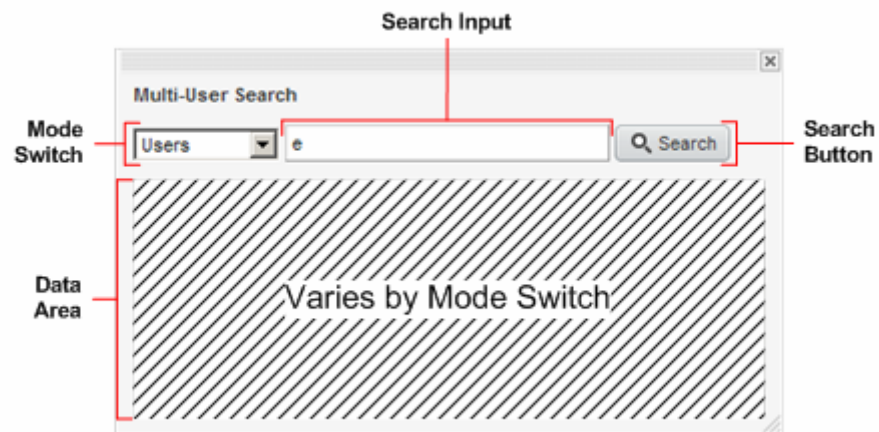 Search Input
Multi-User Search
Mode
Switch
Users
e
Search
Search
Button
Data
Area
Varies by Mode Switch